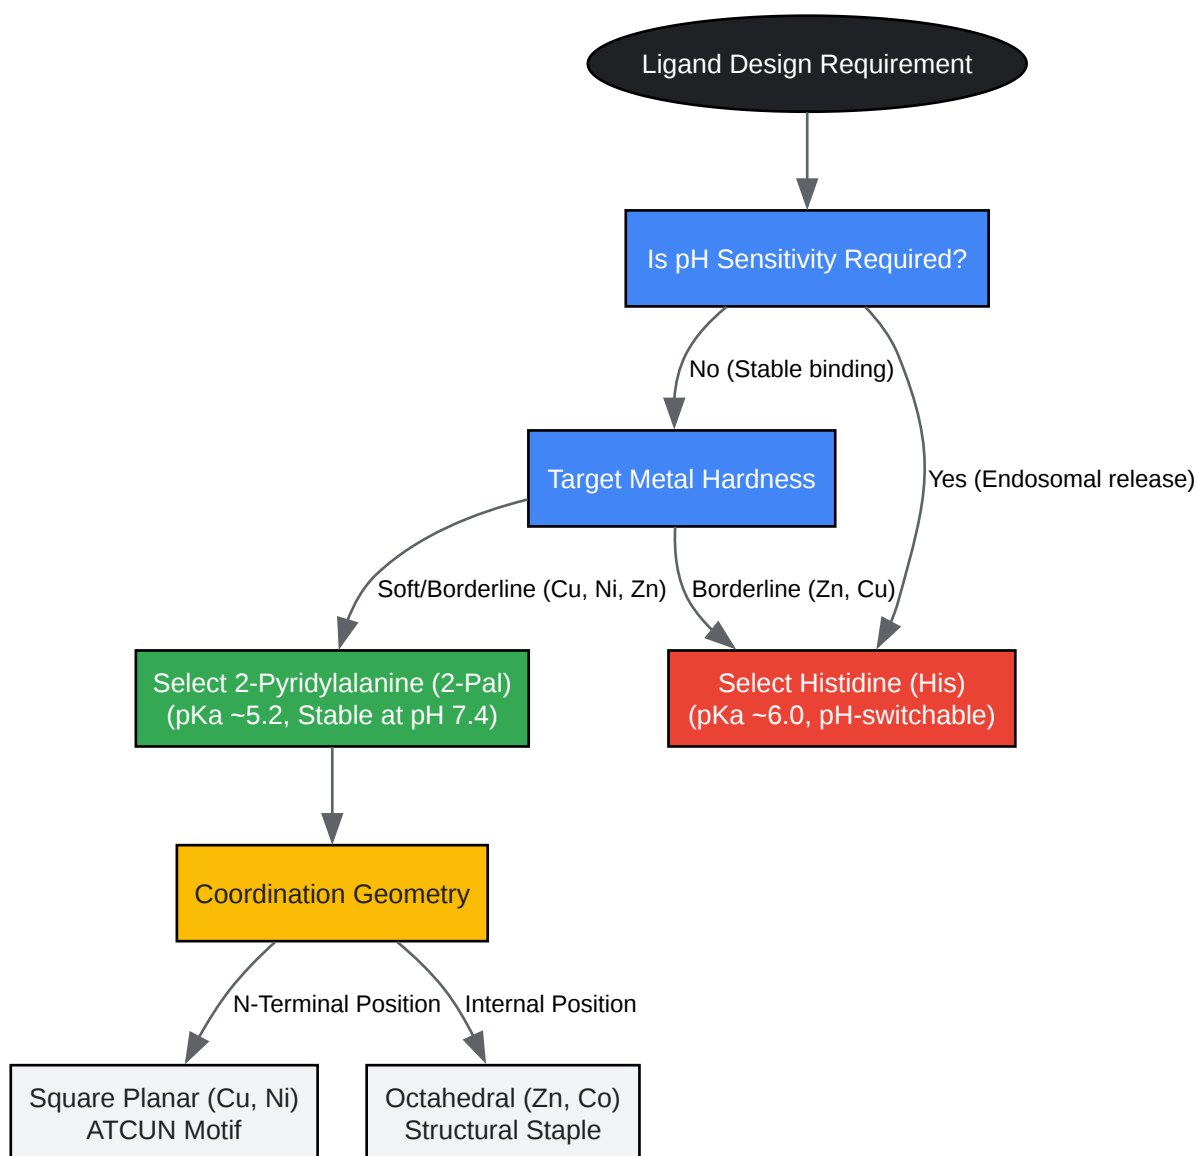 Ligand Design Requirement
Is pH Sensitivity Required?
No (Stable binding)
Target Metal Hardness
Yes (Endosomal release)
Soft/Borderline (Cu, Ni, Zn)
Borderline (Zn, Cu)
Select 2-Pyridylalanine (2-Pal)
(pKa ~5.2, Stable at pH 7.4)
Select Histidine (His)
(pKa ~6.0, pH-switchable)
Coordination Geometry
N-Terminal Position
Internal Position
Square Planar (Cu, Ni)
ATCUN Motif
Octahedral (Zn, Co)
Structural Staple